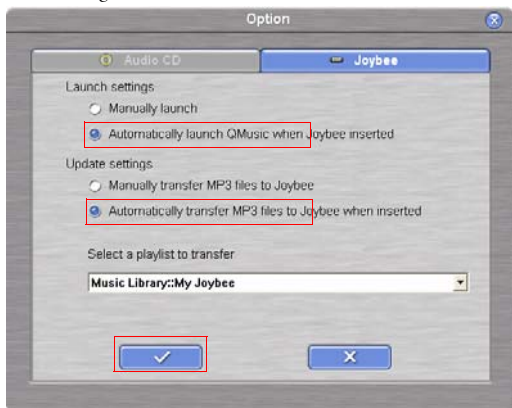 Option
Audio CD
Joybee
Launch settings
Manually launch
Automatically launch QMusic when Joybee inserted
Update settings
Manually transfer MP3 files to Joybee
Automatically transfer MP3 files to Joybee when inserted
Select a playlist to transfer
Music Library::My Joybee